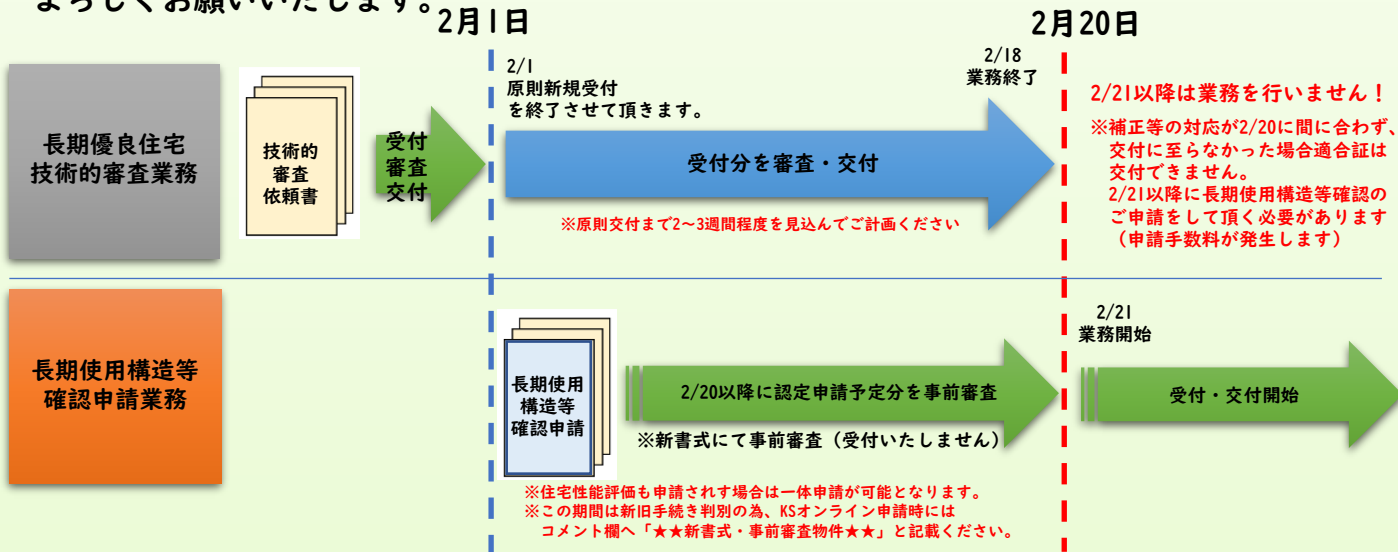 よろしくお願いいたします。
2月1日
2月20日
2/1
原則新規受付
を終了させて頂きます。
2/18
業務終了
2/21以降は業務を行いません！
※補正等の対応が2/20に間に合わず、
交付に至らなかった場合適合証は
交付できません。
2/21以降に長期使用構造等確認の
ご申請をして頂く必要があります
（申請手数料が発生します）
長期優良住宅
技術的審査業務
技術的
審査
依頼書
受付
審査
交付
受付分を審査・交付
※原則交付まで2〜3週間程度を見込んでご計画ください
長期使用構造等
確認申請業務
長期使用
構造等
確認申請
2/20以降に認定申請予定分を事前審査
※新書式にて事前審査（受付いたしません）
2/21
業務開始
受付・交付開始
※住宅性能評価も申請されす場合は一体申請が可能となります。
※この期間は新旧手続き判別の為、KSオンライン申請時には
コメント欄へ「★★新書式・事前審査物件★★」と記載ください。